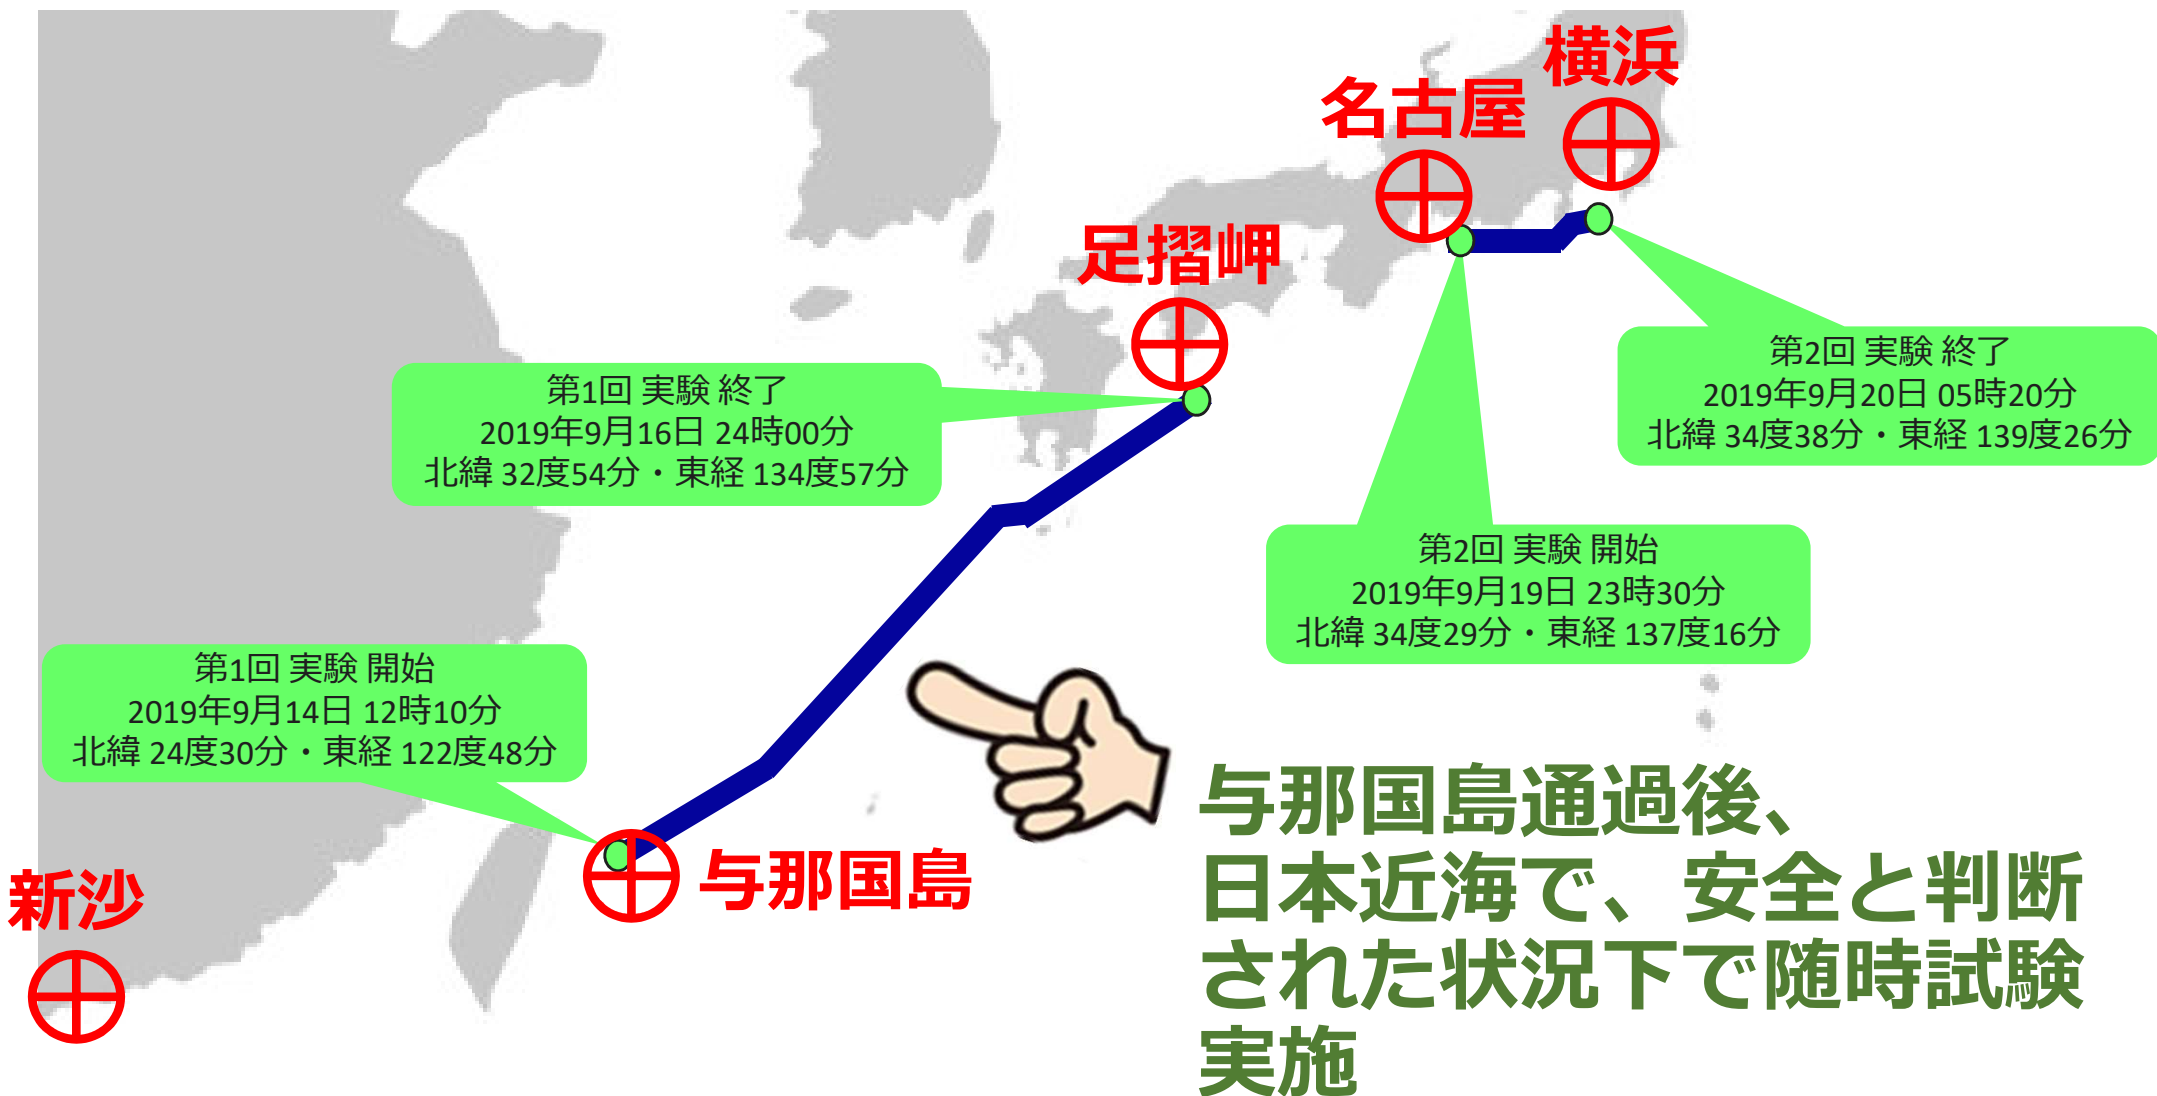 横浜
名古屋
足摺岬
第2回 実験 終了
2019年9月20日 05時20分
北緯 34度38分・東経 139度26分
第1回 実験 終了
2019年9月16日 24時00分
北緯 32度54分・東経 134度57分
第2回 実験 開始
2019年9月19日 23時30分
北緯 34度29分・東経 137度16分
第1回 実験 開始
2019年9月14日 12時10分
北緯 24度30分・東経 122度48分
新沙
与那国島
与那国島通過後、
日本近海で、安全と判断
された状況下で随時試験
実施